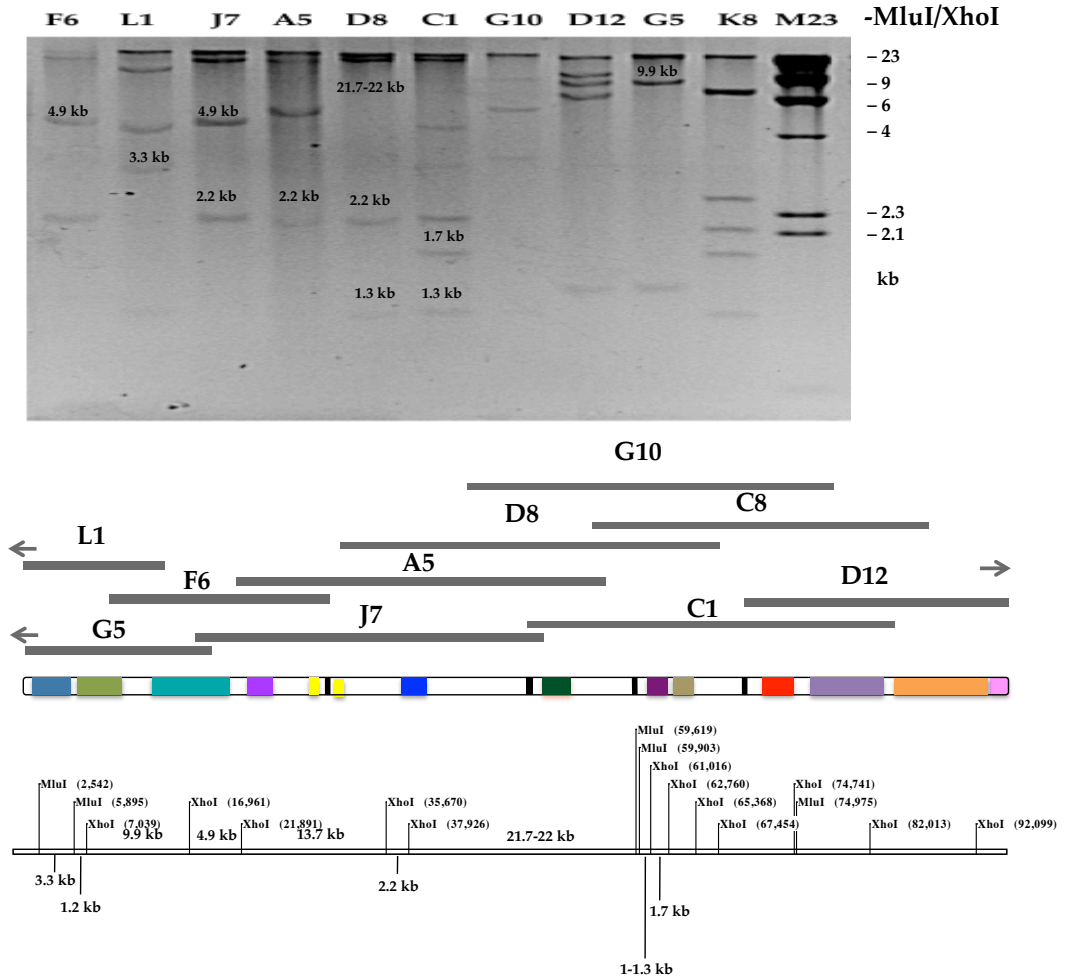 F6 L1 J7 A5 D8 C1 G10 D12 G5 K8 M23 -MluI/XhoI
– 23
9.9 kb
– 9
21.7-22 kb
– 6
4.9 kb 4.9 kb
– 4
3.3 kb
2.2 kb 2.2 kb 2.2 kb
– 2.3
1.7 kb
– 2.1
kb
1.3 kb 1.3 kb
G10
C8
D8
L1
A5
F6
D12
C1
J7
G5
MluI (59,619)
MluI (59,903)
XhoI (61,016)
MluI (2,542) XhoI (62,760) XhoI (74,741)
MluI (5,895) XhoI (16,961) XhoI (35,670) XhoI (65,368) MluI (74,975)
XhoI (7,039) XhoI (21,891) XhoI (37,926) XhoI (67,454) XhoI (82,013) XhoI (92,099)
9.9 kb 4.9 kb 13.7 kb 21.7-22 kb
3.3 kb
2.2 kb
1.2 kb
1.7 kb
1-1.3 kb